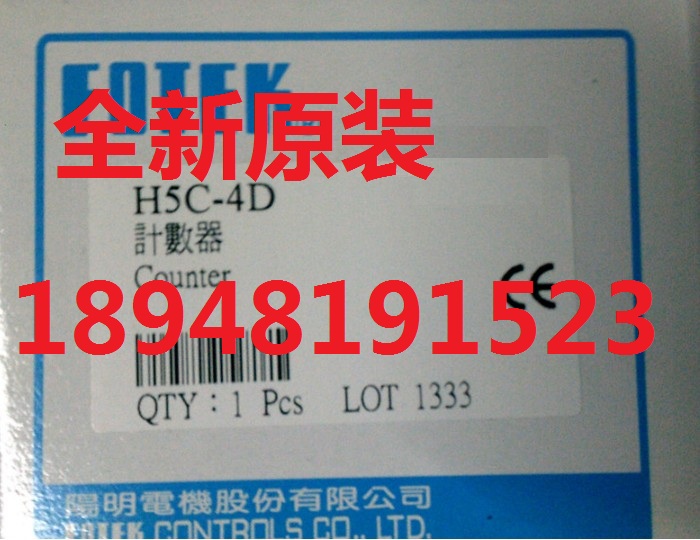 FOTEK
全新原装
H5C-4D
計數器
Counter
18948191523
CE
QTY：1 Pcs LOT 1333
陽明電機股份有限公司
FOTEK CONTROLS CO., LTD.